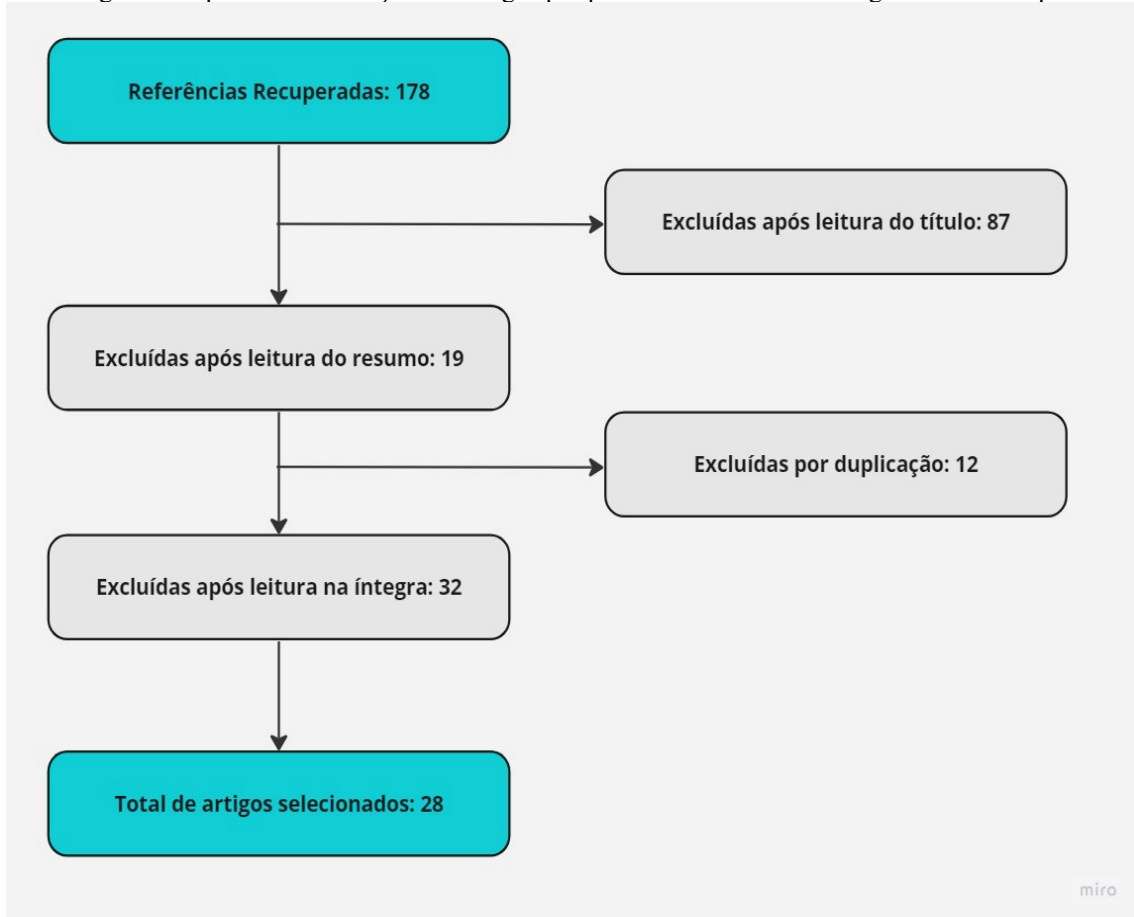 Referências Recuperadas: 178
Excluídas após leitura do título: 87
Excluídas após leitura do resumo: 19
Excluídas por duplicação: 12
Excluídas após leitura na íntegra: 32
Total de artigos selecionados: 28
miro